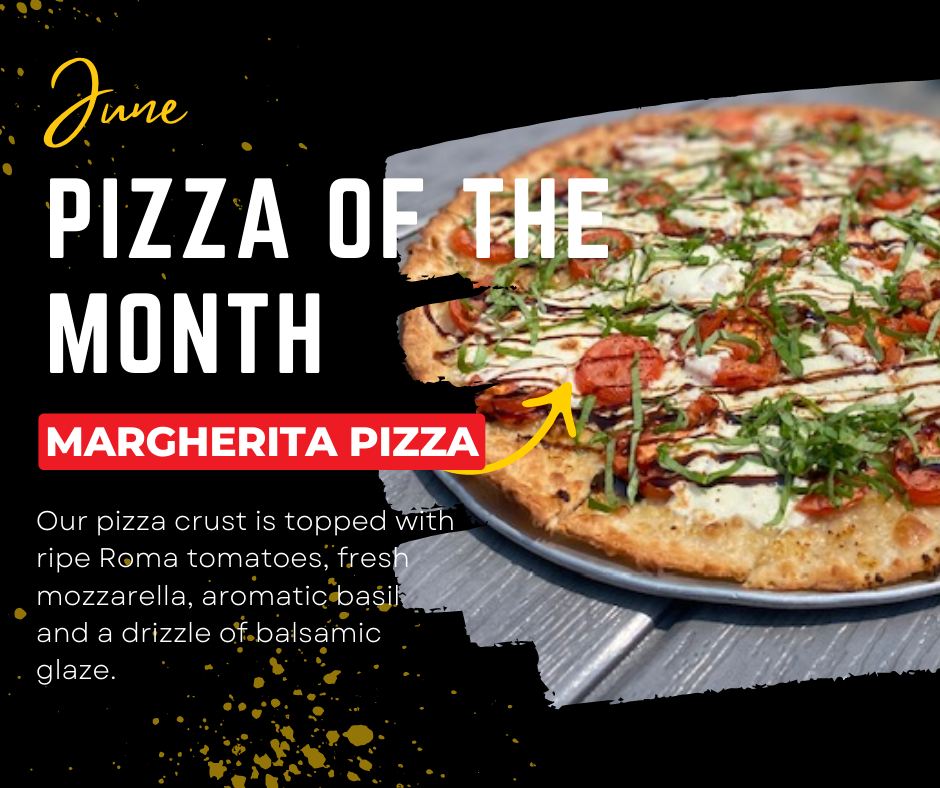 June
PIZZA OF THE
MONTH
MARGHERITA PIZZA
Our pizza crust is topped with
ripe Roma tomatoes, fresh
mozzarella, aromatic basil
and a drizzle of balsamic
glaze.